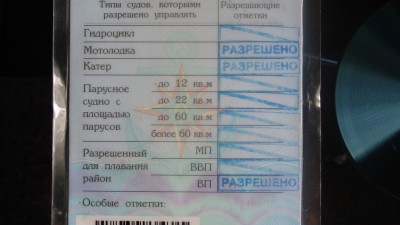 Типы судов, которыми разрешено управлять
Разрешающие отметки
Гидроцикл
Мотолодка РАЗРЕШЕНО
Катер РАЗРЕШЕНО
Парусное судно с площадью парусов
до 12 кв.м
до 22 кв.м
до 60 кв.м
более 60 кв.м
Разрешенный для плавания район
МП
ВВП
ВП РАЗРЕШЕНО
Особые отметки: